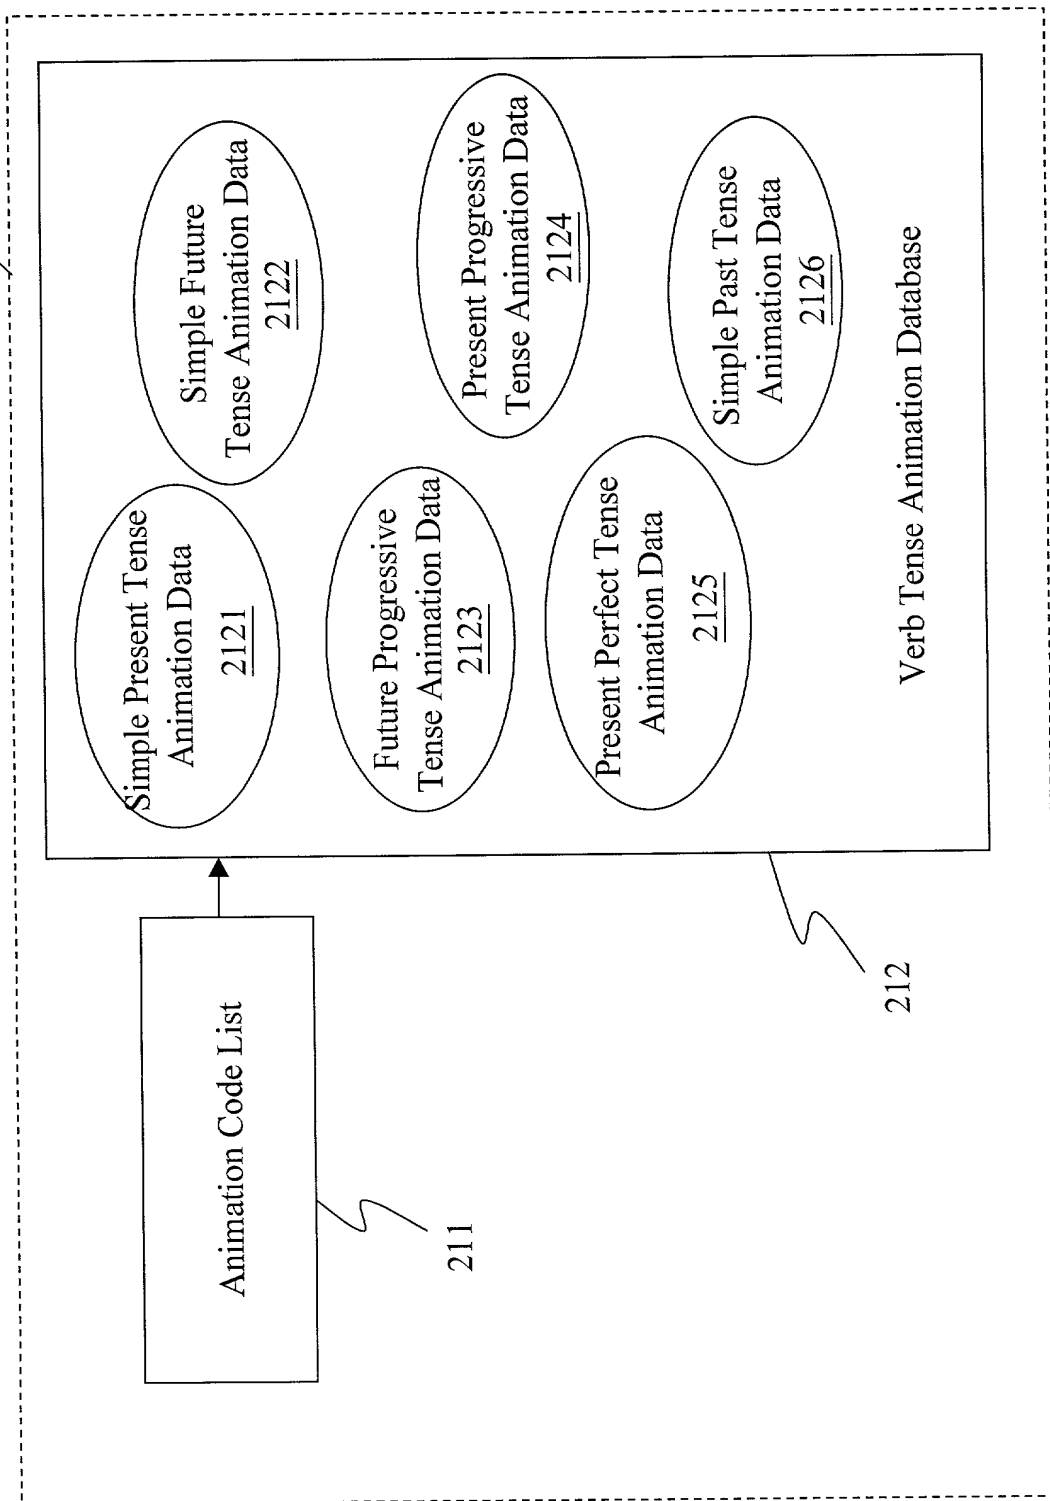 Animation Code List
211
Simple Present Tense
Animation Data
2121
Simple Future
Tense Animation Data
2122
Future Progressive
Tense Animation Data
2123
Present Progressive
Tense Animation Data
2124
Present Perfect Tense
Animation Data
2125
Simple Past Tense
Animation Data
2126
Verb Tense Animation Database
212